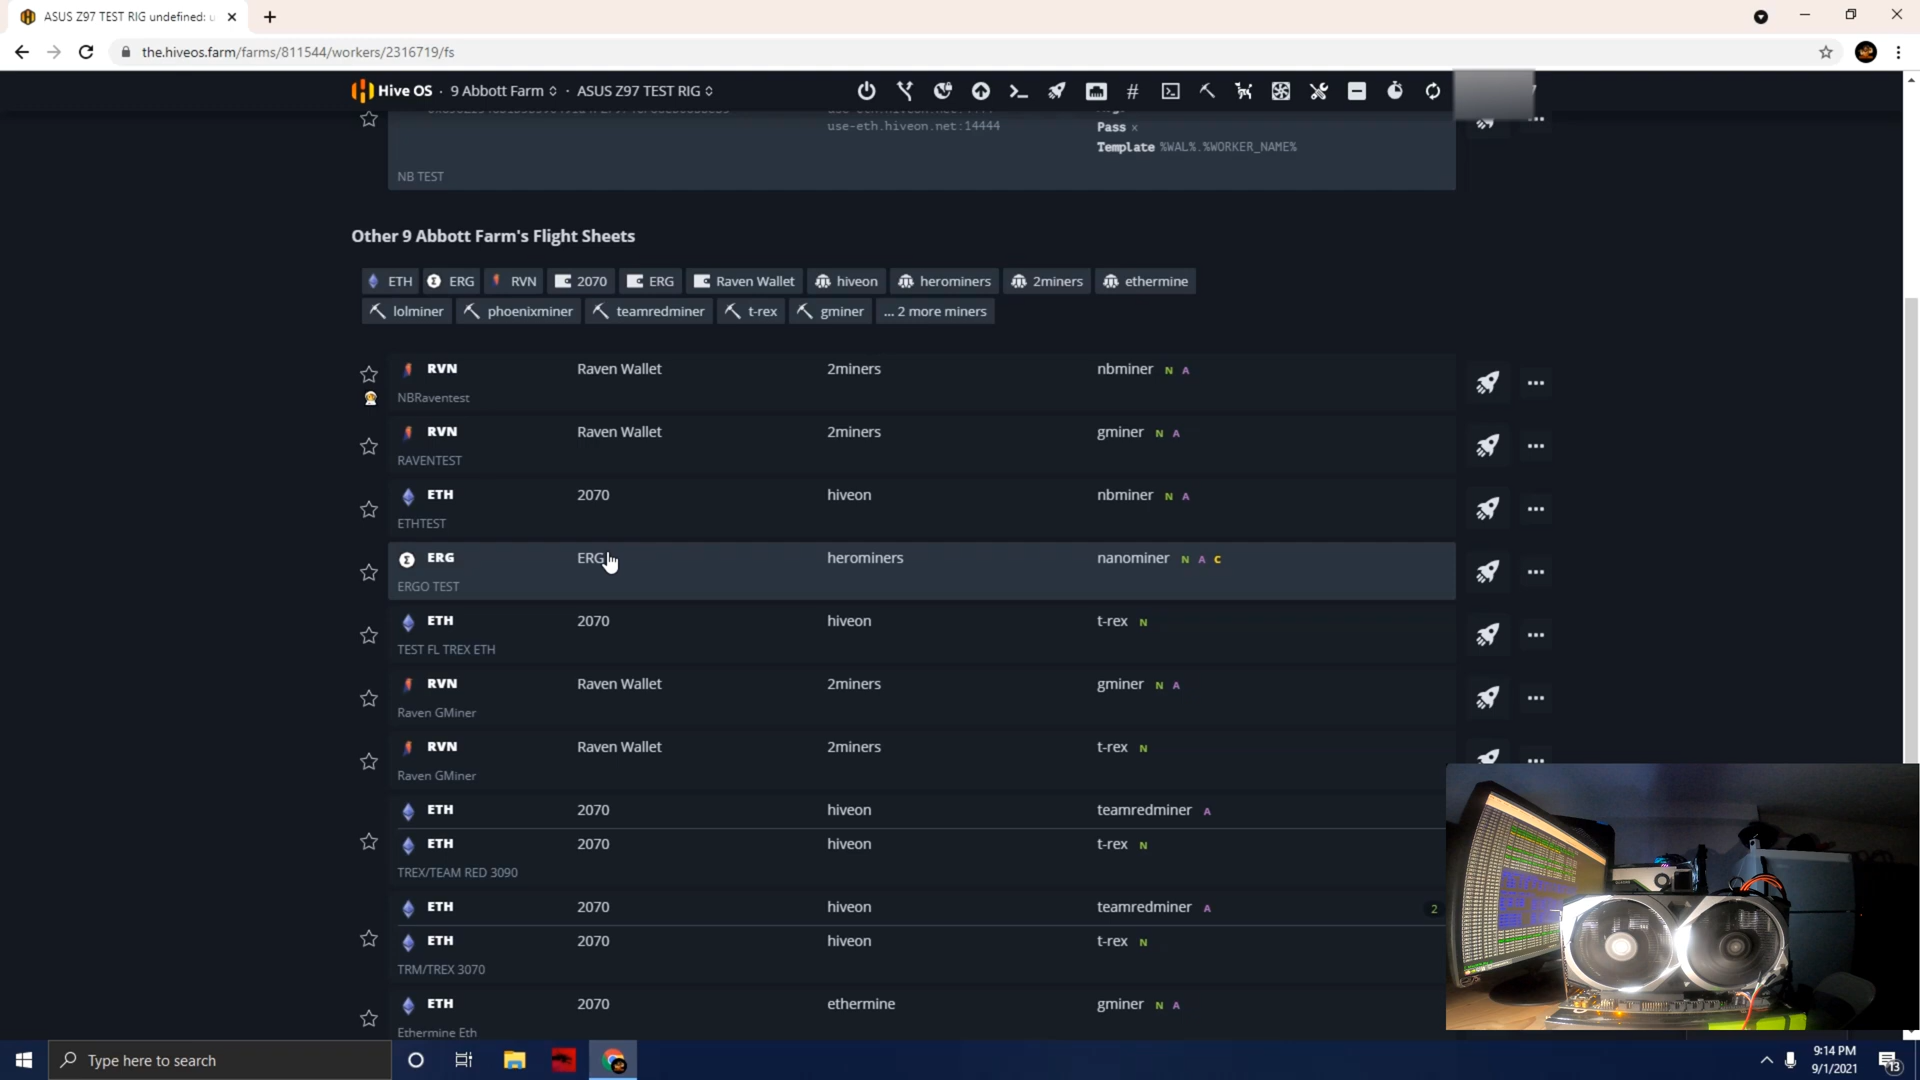 ASUS Z97 TEST RIG undefined: u
the.hiveos.farm/farms/811544/workers/2316719/fs
Hive OS · 9 Abbott Farm · ASUS Z97 TEST RIG
use-eth.hiveon.net:14444
Pass x
Template %WAL%.%WORKER_NAME%
NB TEST
Other 9 Abbott Farm's Flight Sheets
ETH ERG RVN 2070 ERG Raven Wallet hiveon herominers 2miners ethermine
lolminer phoenixminer teamredminer t-rex gminer ... 2 more miners
RVN Raven Wallet 2miners nbminer N A
NBRaventest
RVN Raven Wallet 2miners gminer N A
RAVENTEST
ETH 2070 hiveon nbminer N A
ETHTEST
ERG ERG herominers nanominer N A C
ERGO TEST
ETH 2070 hiveon t-rex N
TEST FL TREX ETH
RVN Raven Wallet 2miners gminer N A
Raven GMiner
RVN Raven Wallet 2miners t-rex N
Raven GMiner
ETH 2070 hiveon teamredminer A
ETH 2070 hiveon t-rex N
TREX/TEAM RED 3090
ETH 2070 hiveon teamredminer A 2
ETH 2070 hiveon t-rex N
TRM/TREX 3070
ETH 2070 ethermine gminer N A
Ethermine Eth
Type here to search
9:14 PM
9/1/2021
13